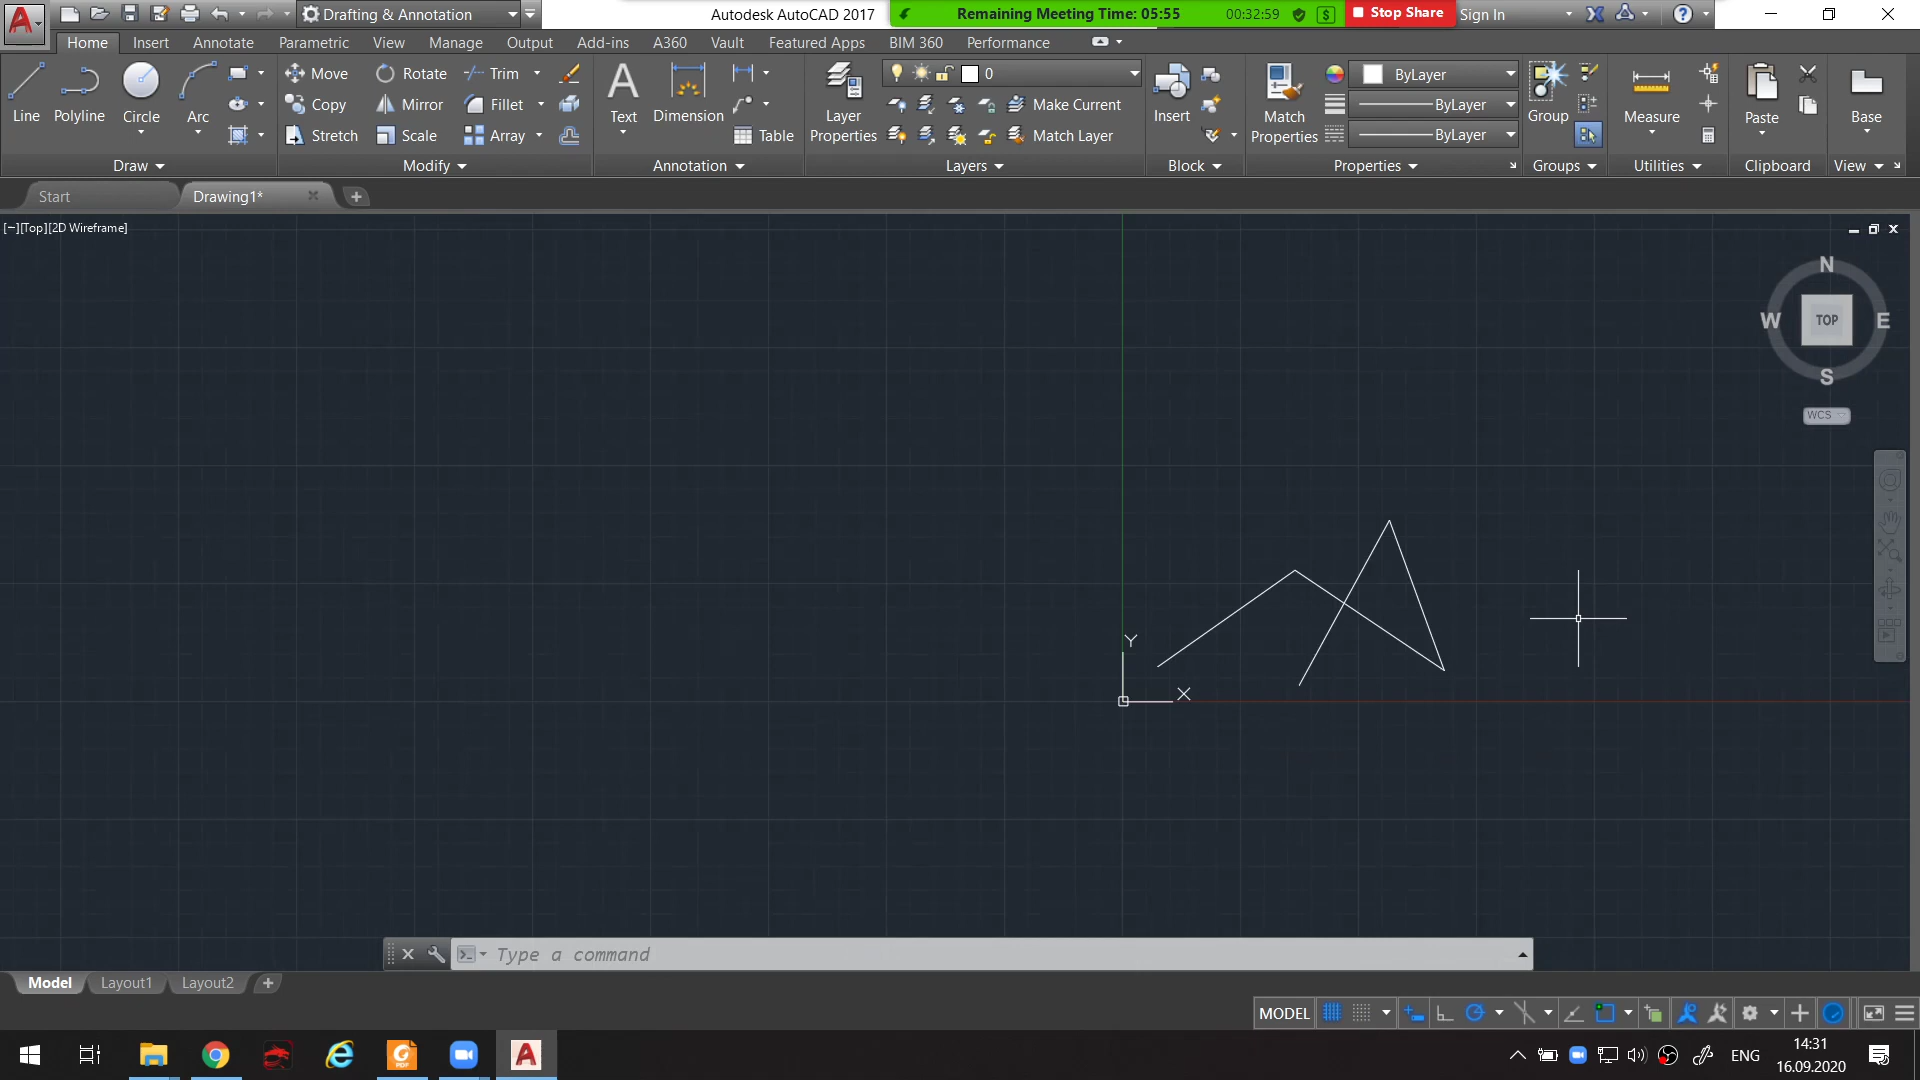 Drafting & Annotation
Autodesk AutoCAD 2017
Remaining Meeting Time: 05:55
00:32:59
Stop Share
Sign In
Home Insert Annotate Parametric View Manage Output Add-ins A360 Vault Featured Apps BIM 360 Performance
Move Rotate Trim
0
ByLayer
Copy Mirror Fillet
Make Current
ByLayer
Line Polyline Circle Arc
Text Dimension
Layer Properties
Insert
Match Properties
Group Measure Paste Base
Stretch Scale Array
Table
Match Layer
ByLayer
Draw Modify Annotation Layers Block Properties Groups Utilities Clipboard View
Start Drawing1*
[−][Top][2D Wireframe]
N
W TOP E
S
WCS
Y
X
Type a command
Model Layout1 Layout2
MODEL
PDF
ENG
14:31
16.09.2020